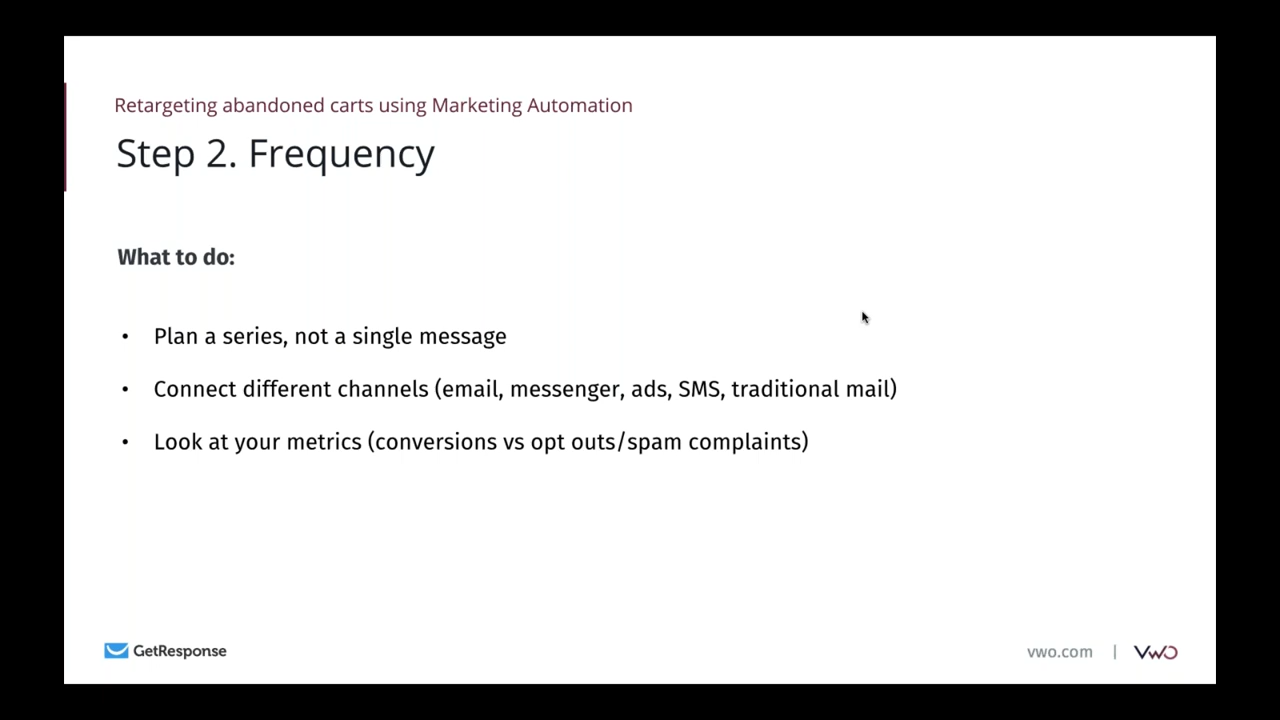 Retargeting abandoned carts using Marketing Automation
Step 2. Frequency
What to do:
• Plan a series, not a single message
• Connect different channels (email, messenger, ads, SMS, traditional mail)
• Look at your metrics (conversions vs opt outs/spam complaints)
GetResponse
vwo.com | VWO